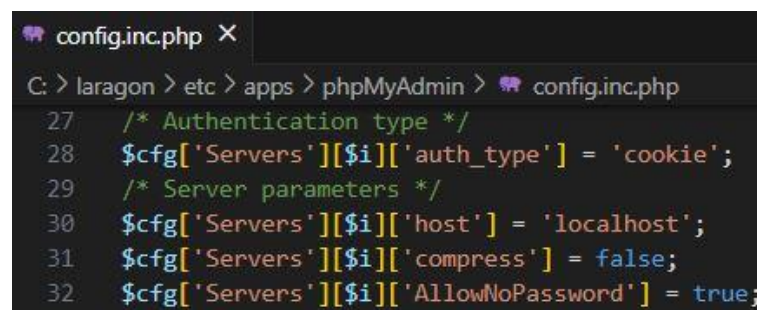 config.inc.php X
C: > laragon > etc > apps > phpMyAdmin > config.inc.php
27 /* Authentication type */
28 $cfg['Servers'][$i]['auth_type'] = 'cookie';
29 /* Server parameters */
30 $cfg['Servers'][$i]['host'] = 'localhost';
31 $cfg['Servers'][$i]['compress'] = false;
32 $cfg['Servers'][$i]['AllowNoPassword'] = true;